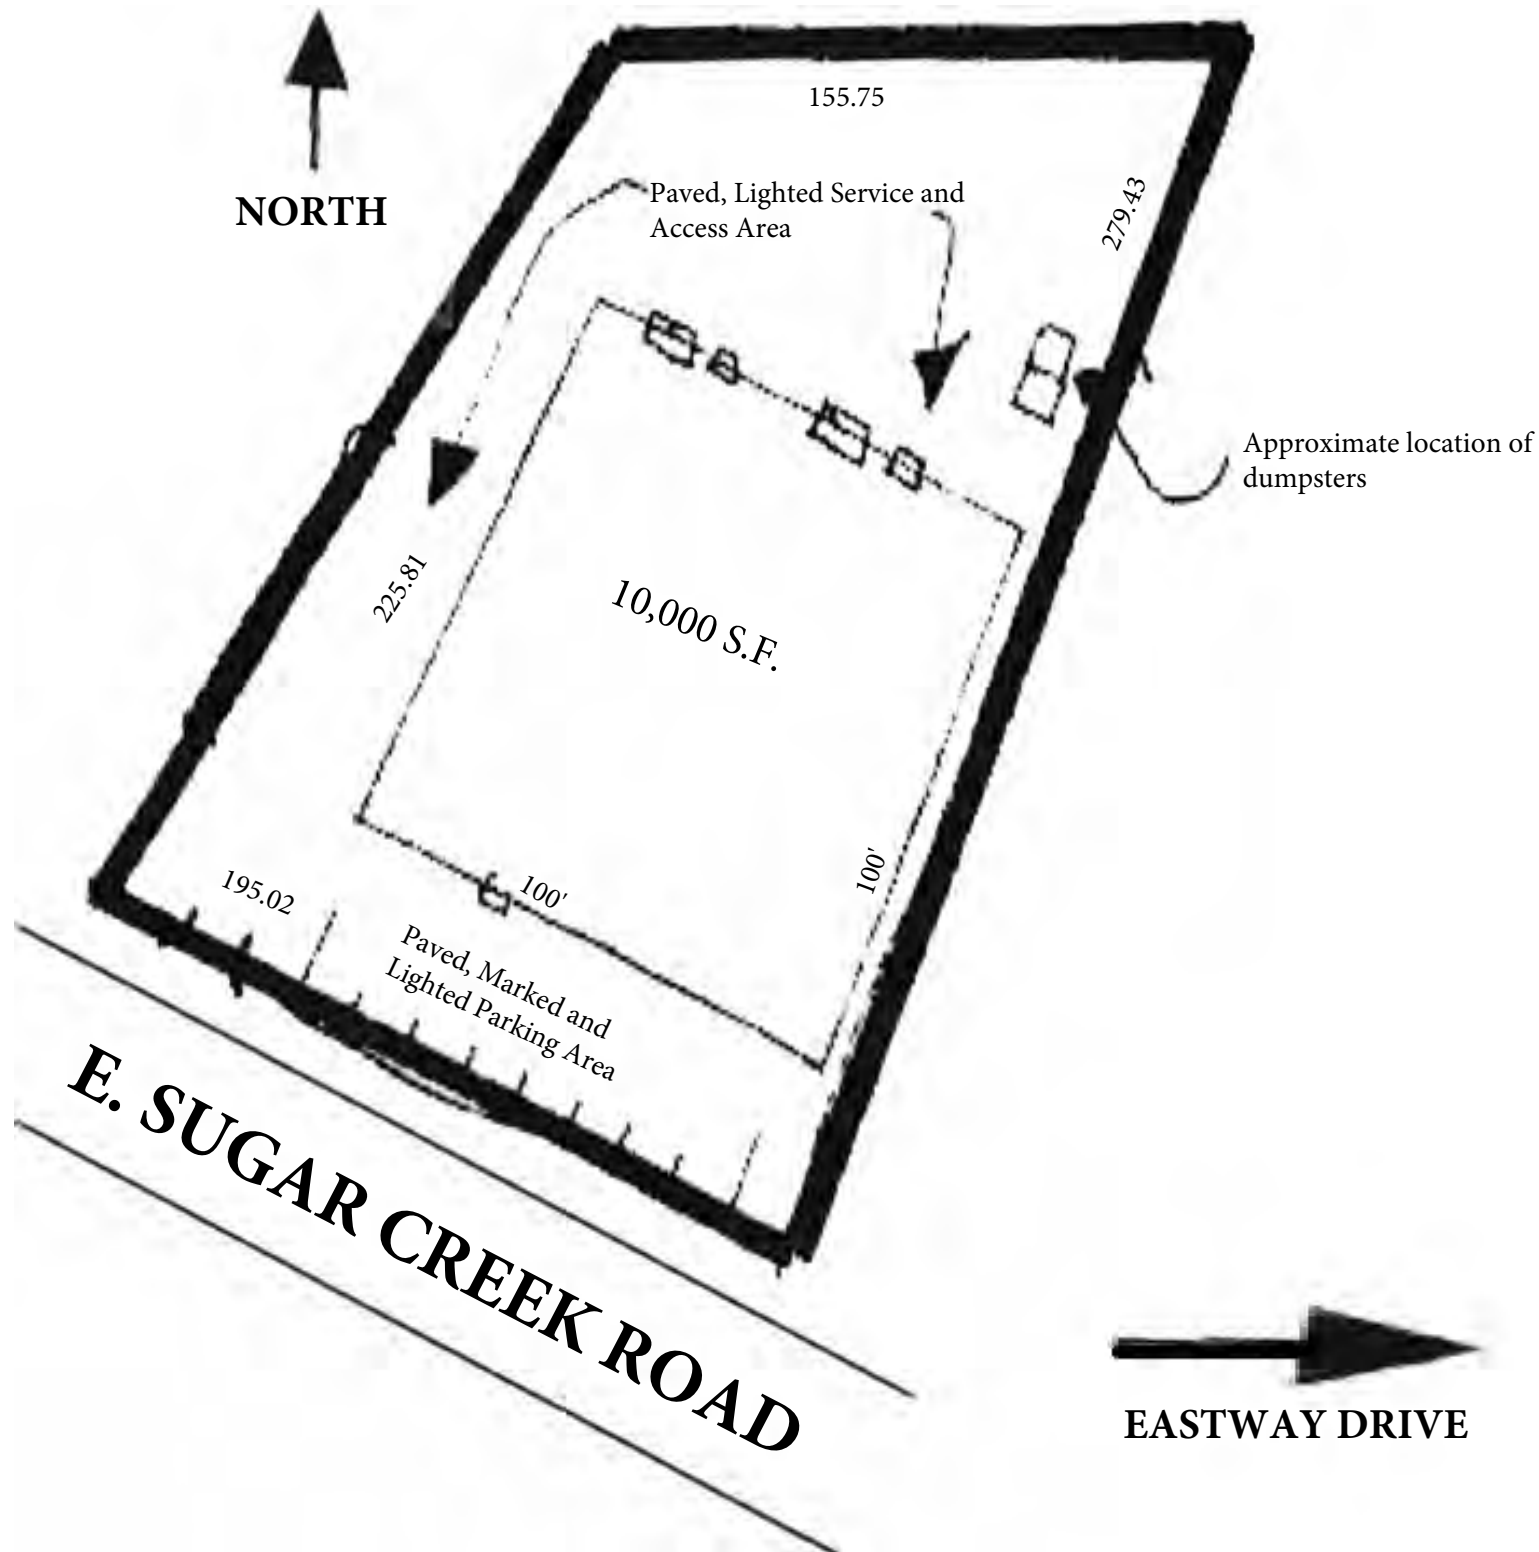 155.75
Paved, Lighted Service and
Access Area
279.43
NORTH
Approximate location of
dumpsters
225.81
10,000 S.F.
100'
100'
195.02
Paved, Marked and
Lighted Parking Area
E. SUGAR CREEK ROAD
EASTWAY DRIVE